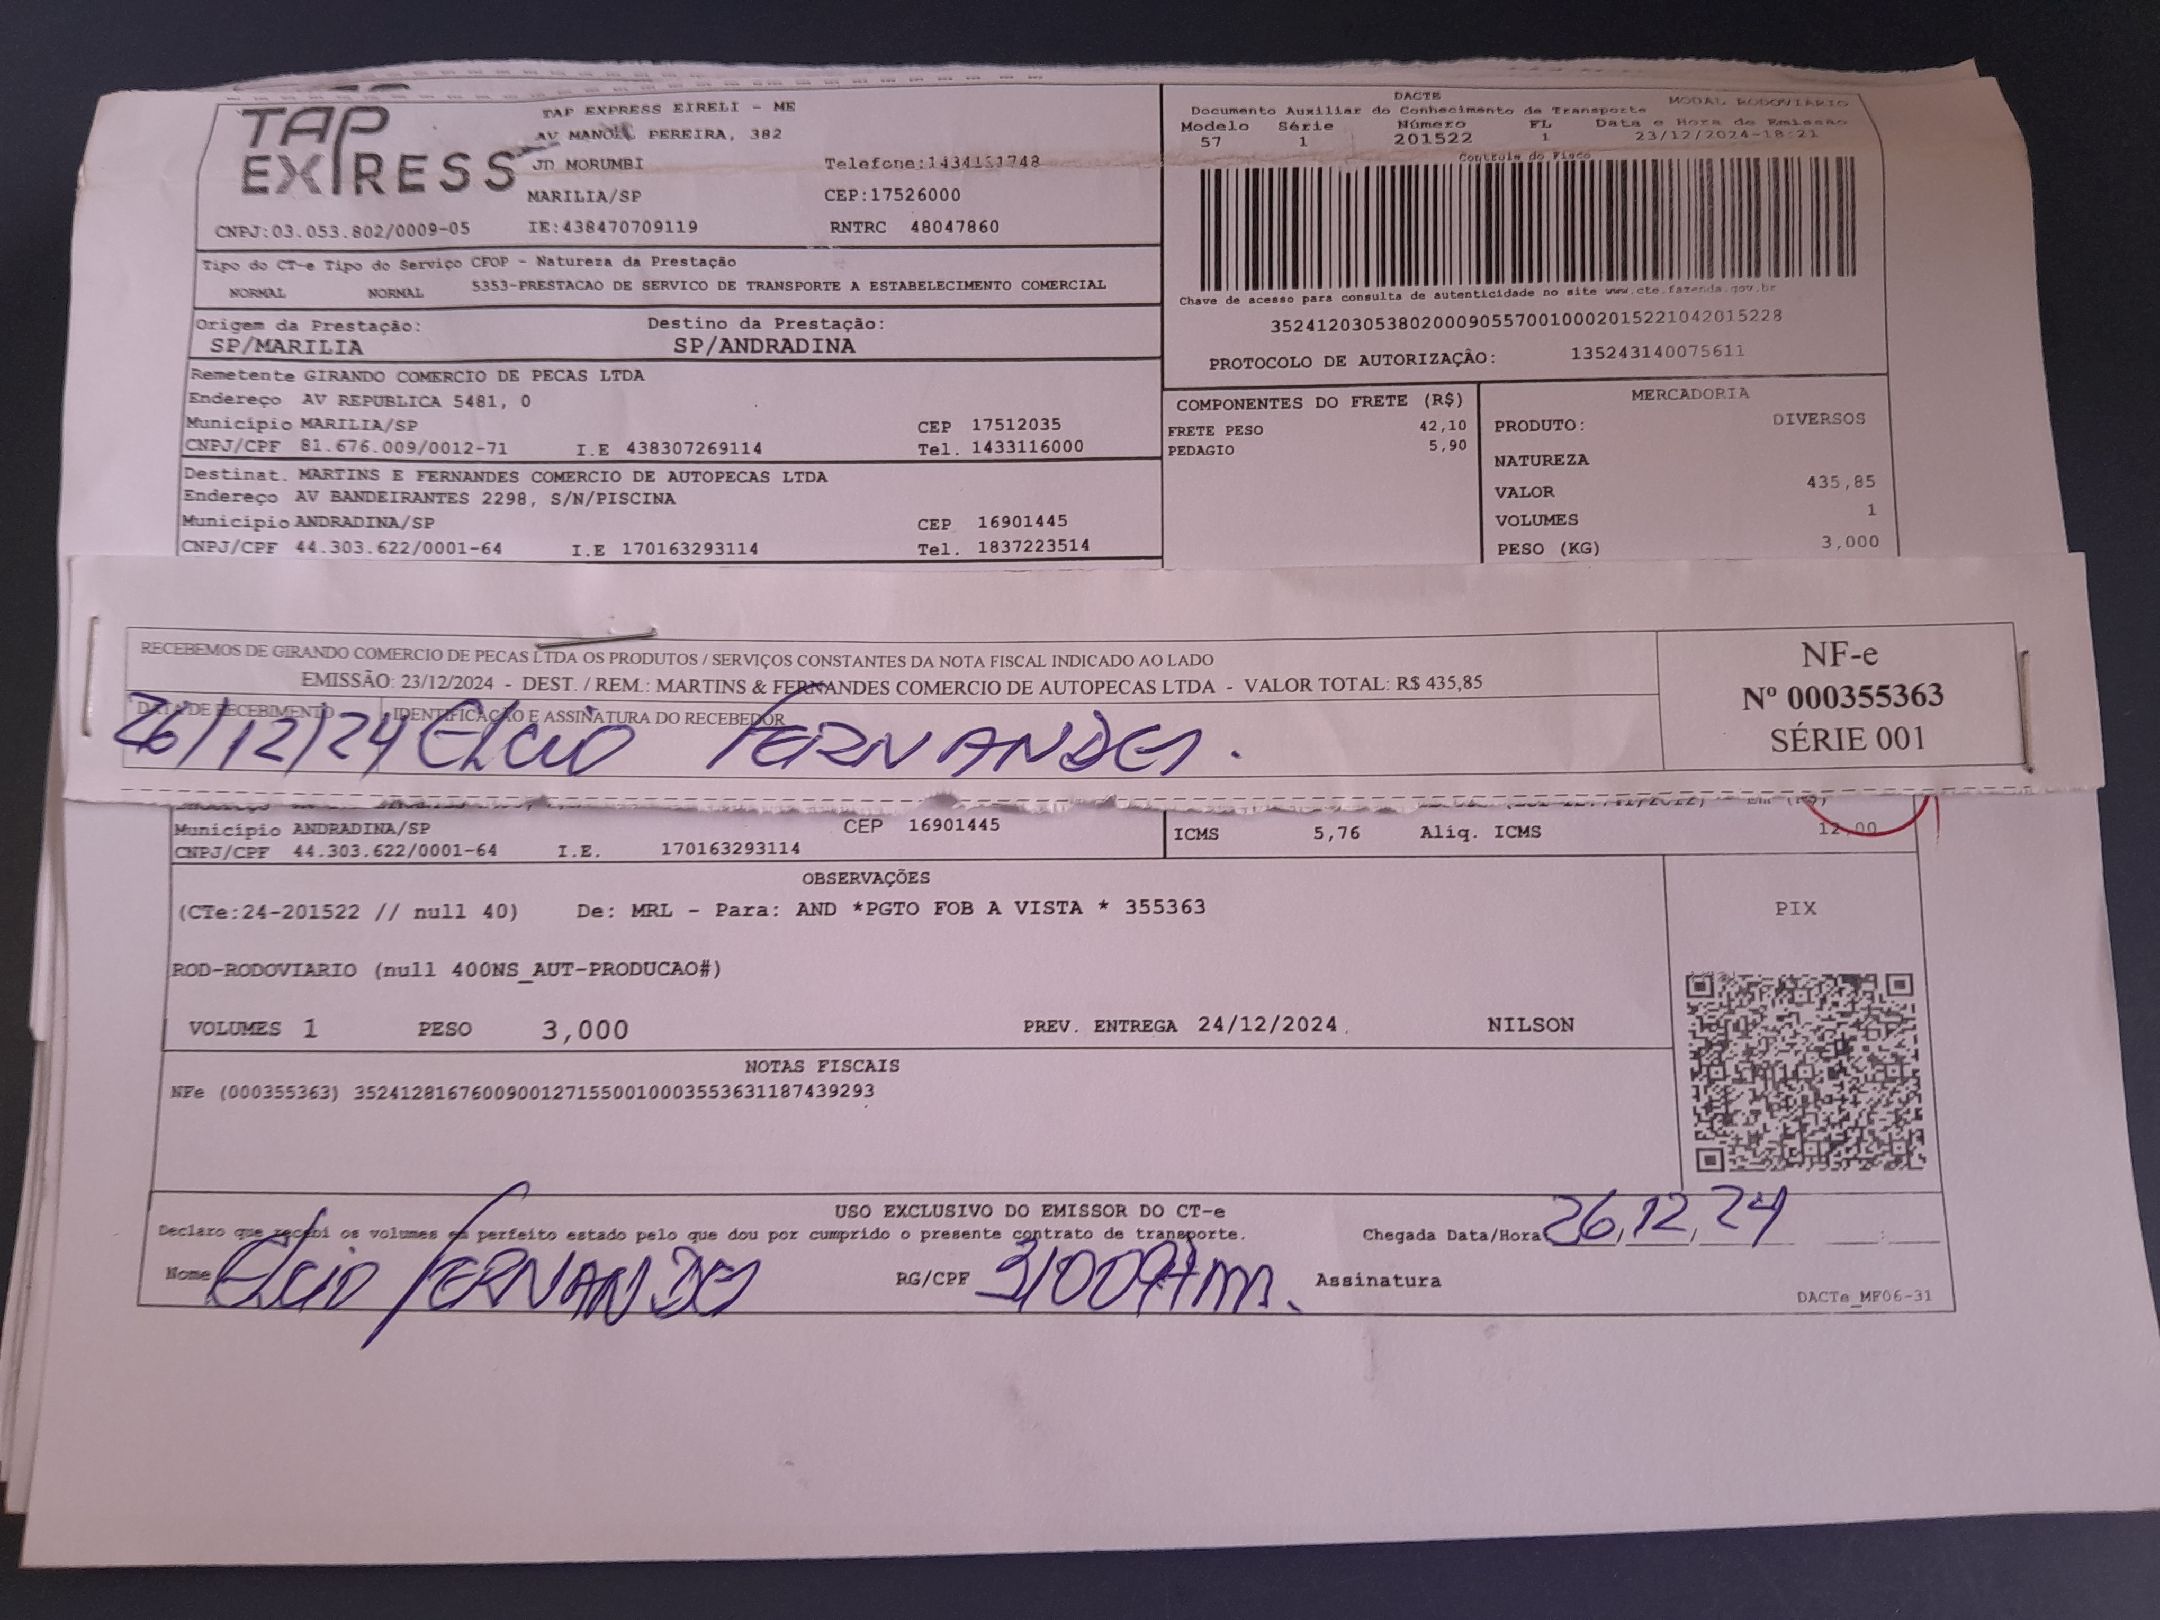 TAP EXPRESS
TAP EXPRESS EIRELI - ME
AV MANOEL PEREIRA, 382
JD MORUMBI Telefone:1434151748
MARILIA/SP CEP:17526000
CNPJ:03.053.802/0009-05 IE:438470709119 RNTRC 48047860
DACTE MODAL RODOVIÁRIO
Documento Auxiliar do Conhecimento de Transporte
Modelo Série Número FL Data e Hora de Emissão
57 1 201522 1 23/12/2024-18:21
Controle do Fisco
Chave de acesso para consulta de autenticidade no site www.cte.fazenda.gov.br
35241203053802000905570010002015221042015228
PROTOCOLO DE AUTORIZAÇÃO: 135243140075611
Tipo do CT-e Tipo do Serviço CFOP - Natureza da Prestação
NORMAL NORMAL 5353-PRESTACAO DE SERVICO DE TRANSPORTE A ESTABELECIMENTO COMERCIAL
Origem da Prestação: Destino da Prestação:
SP/MARILIA SP/ANDRADINA
Remetente GIRANDO COMERCIO DE PECAS LTDA
Endereço AV REPUBLICA 5481, 0
Município MARILIA/SP CEP 17512035
CNPJ/CPF 81.676.009/0012-71 I.E 438307269114 Tel. 1433116000
Destinat. MARTINS E FERNANDES COMERCIO DE AUTOPECAS LTDA
Endereço AV BANDEIRANTES 2298, S/N/PISCINA
Município ANDRADINA/SP CEP 16901445
CNPJ/CPF 44.303.622/0001-64 I.E 170163293114 Tel. 1837223514
COMPONENTES DO FRETE (R$)
FRETE PESO 42,10
PEDAGIO 5,90
MERCADORIA
PRODUTO: DIVERSOS
NATUREZA
VALOR 435,85
VOLUMES 1
PESO (KG) 3,000
RECEBEMOS DE GIRANDO COMERCIO DE PECAS LTDA OS PRODUTOS / SERVIÇOS CONSTANTES DA NOTA FISCAL INDICADO AO LADO
EMISSÃO: 23/12/2024 - DEST. / REM.: MARTINS & FERNANDES COMERCIO DE AUTOPECAS LTDA - VALOR TOTAL: R$ 435,85
DATA DE RECEBIMENTO IDENTIFICAÇÃO E ASSINATURA DO RECEBEDOR
26/12/24 Elcio FERNANDES.
NF-e
Nº 000355363
SÉRIE 001
Município ANDRADINA/SP CEP 16901445
CNPJ/CPF 44.303.622/0001-64 I.E. 170163293114
ICMS 5,76 Aliq. ICMS 12,00
OBSERVAÇÕES
(CTe:24-201522 // null 40) De: MRL - Para: AND *PGTO FOB A VISTA * 355363
ROD-RODOVIARIO (null 400NS_AUT-PRODUCAO#)
VOLUMES 1 PESO 3,000 PREV. ENTREGA 24/12/2024 NILSON
PIX
NOTAS FISCAIS
NFe (000355363) 35241281676009001271550010003553631187439293
USO EXCLUSIVO DO EMISSOR DO CT-e
Declaro que recebi os volumes em perfeito estado pelo que dou por cumprido o presente contrato de transporte.
Chegada Data/Hora 26,12,24 :
Nome Elcio FERNANDES RG/CPF Assinatura
DACTe_MF06-31